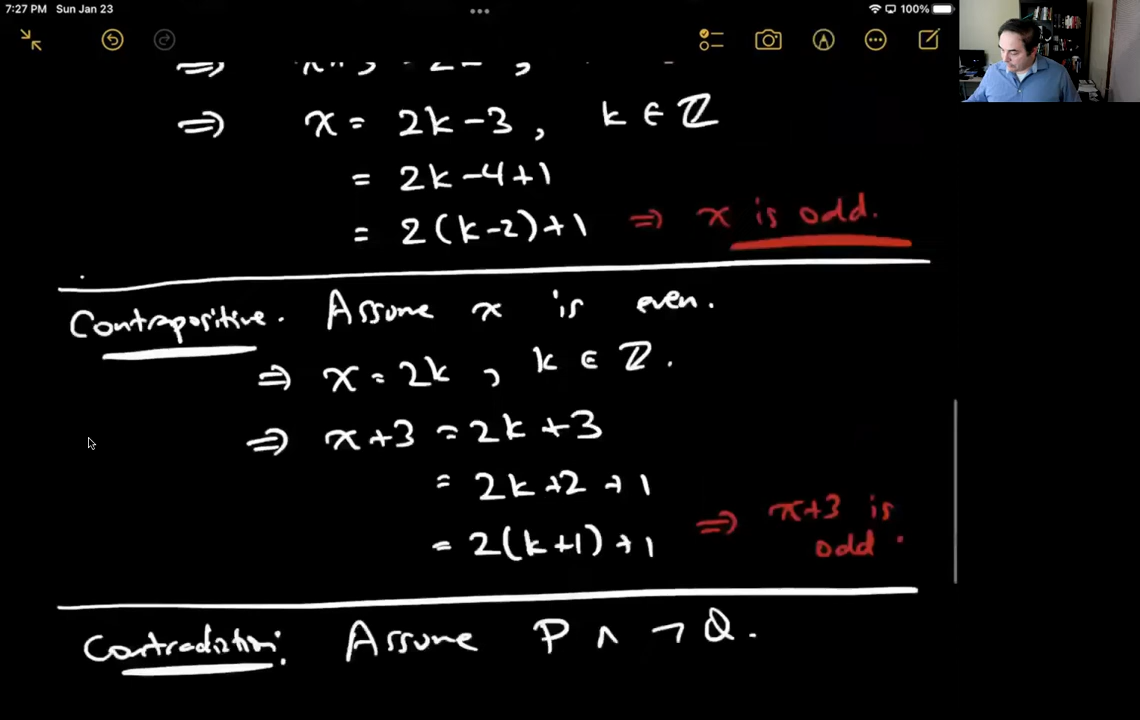 7:27 PM Sun Jan 23
100%
⇒ x = 2k-3, k ∈ ℤ
= 2k-4+1
= 2(k-2)+1 ⇒ x is odd.
Contrapositive. Assume x is even.
⇒ x = 2k, k ∈ ℤ.
⇒ x+3 = 2k+3
= 2k+2+1
= 2(k+1)+1 ⇒ x+3 is
odd.
Contradiction: Assume P ∧ ¬Q.